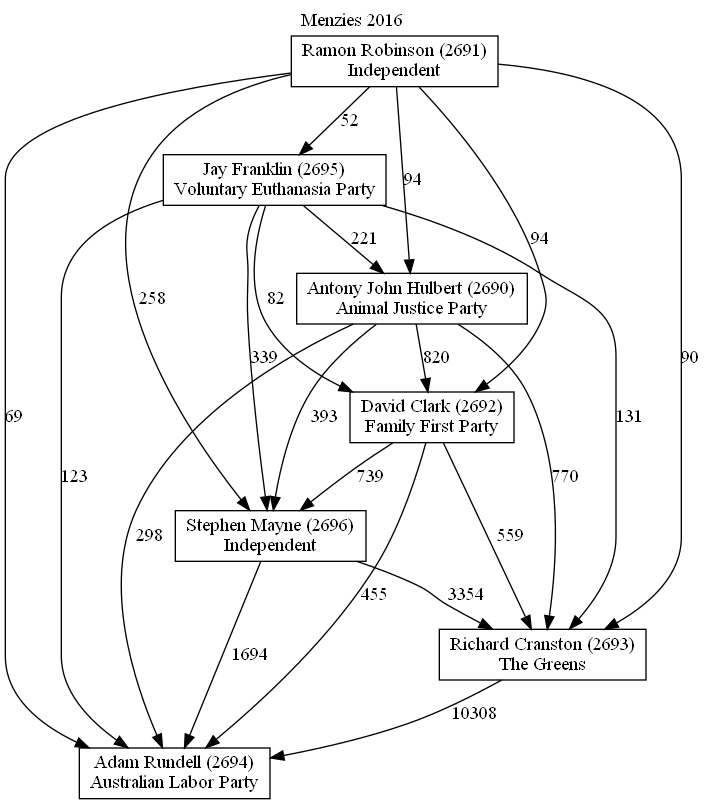 Menzies 2016
Ramon Robinson (2691)
Independent
52
Jay Franklin (2695)
Voluntary Euthanasia Party
94
221
94
Antony John Hulbert (2690)
Animal Justice Party
258
82
339
820
90
David Clark (2692)
Family First Party
69
393
131
123
739
770
Stephen Mayne (2696)
Independent
298
559
455
3354
Richard Cranston (2693)
The Greens
1694
10308
Adam Rundell (2694)
Australian Labor Party